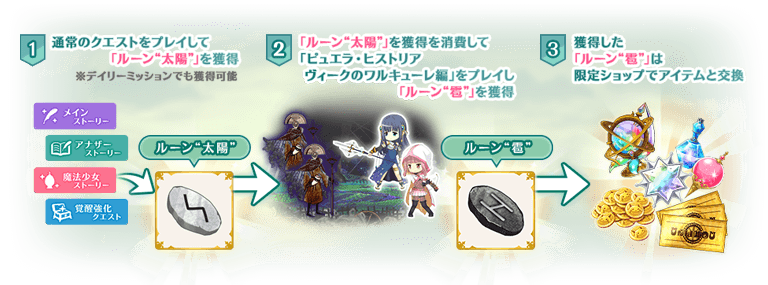 1
通常のクエストをプレイして
「ルーン“太陽”」を獲得
※デイリーミッションでも獲得可能
メイン
ストーリー
アナザー
ストーリー
魔法少女
ストーリー
覚醒強化
クエスト
ルーン“太陽”
2
「ルーン“太陽”」を獲得を消費して
「ピュエラ・ヒストリア
ヴィークのワルキューレ編」をプレイし
「ルーン“雹”」を獲得
ルーン“雹”
3
獲得した
「ルーン“雹”」は
限定ショップでアイテムと交換